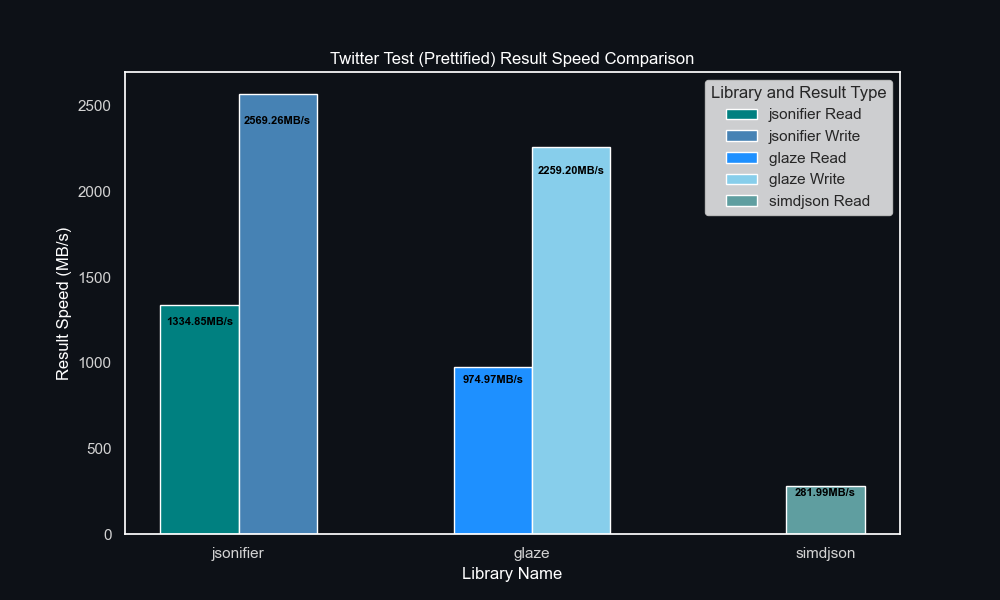 Twitter Test (Prettified) Result Speed Comparison
Library and Result Type
jsonifier Read
jsonifier Write
glaze Read
glaze Write
simdjson Read
Result Speed (MB/s)
2500
2000
1500
1000
500
0
2569.26MB/s
2259.20MB/s
1334.85MB/s
974.97MB/s
281.99MB/s
jsonifier
glaze
simdjson
Library Name